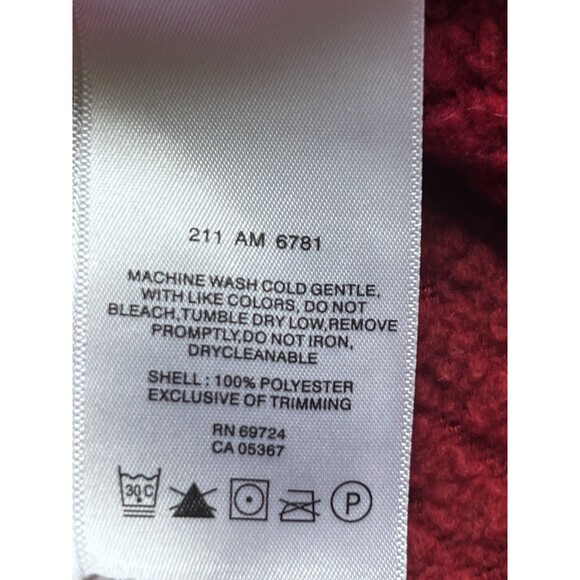 211 AM 6781
MACHINE WASH COLD GENTLE,
WITH LIKE COLORS, DO NOT
BLEACH,TUMBLE DRY LOW,REMOVE
PROMPTLY,DO NOT IRON,
DRYCLEANABLE
SHELL : 100% POLYESTER
EXCLUSIVE OF TRIMMING
RN 69724
CA 05367
30 C P